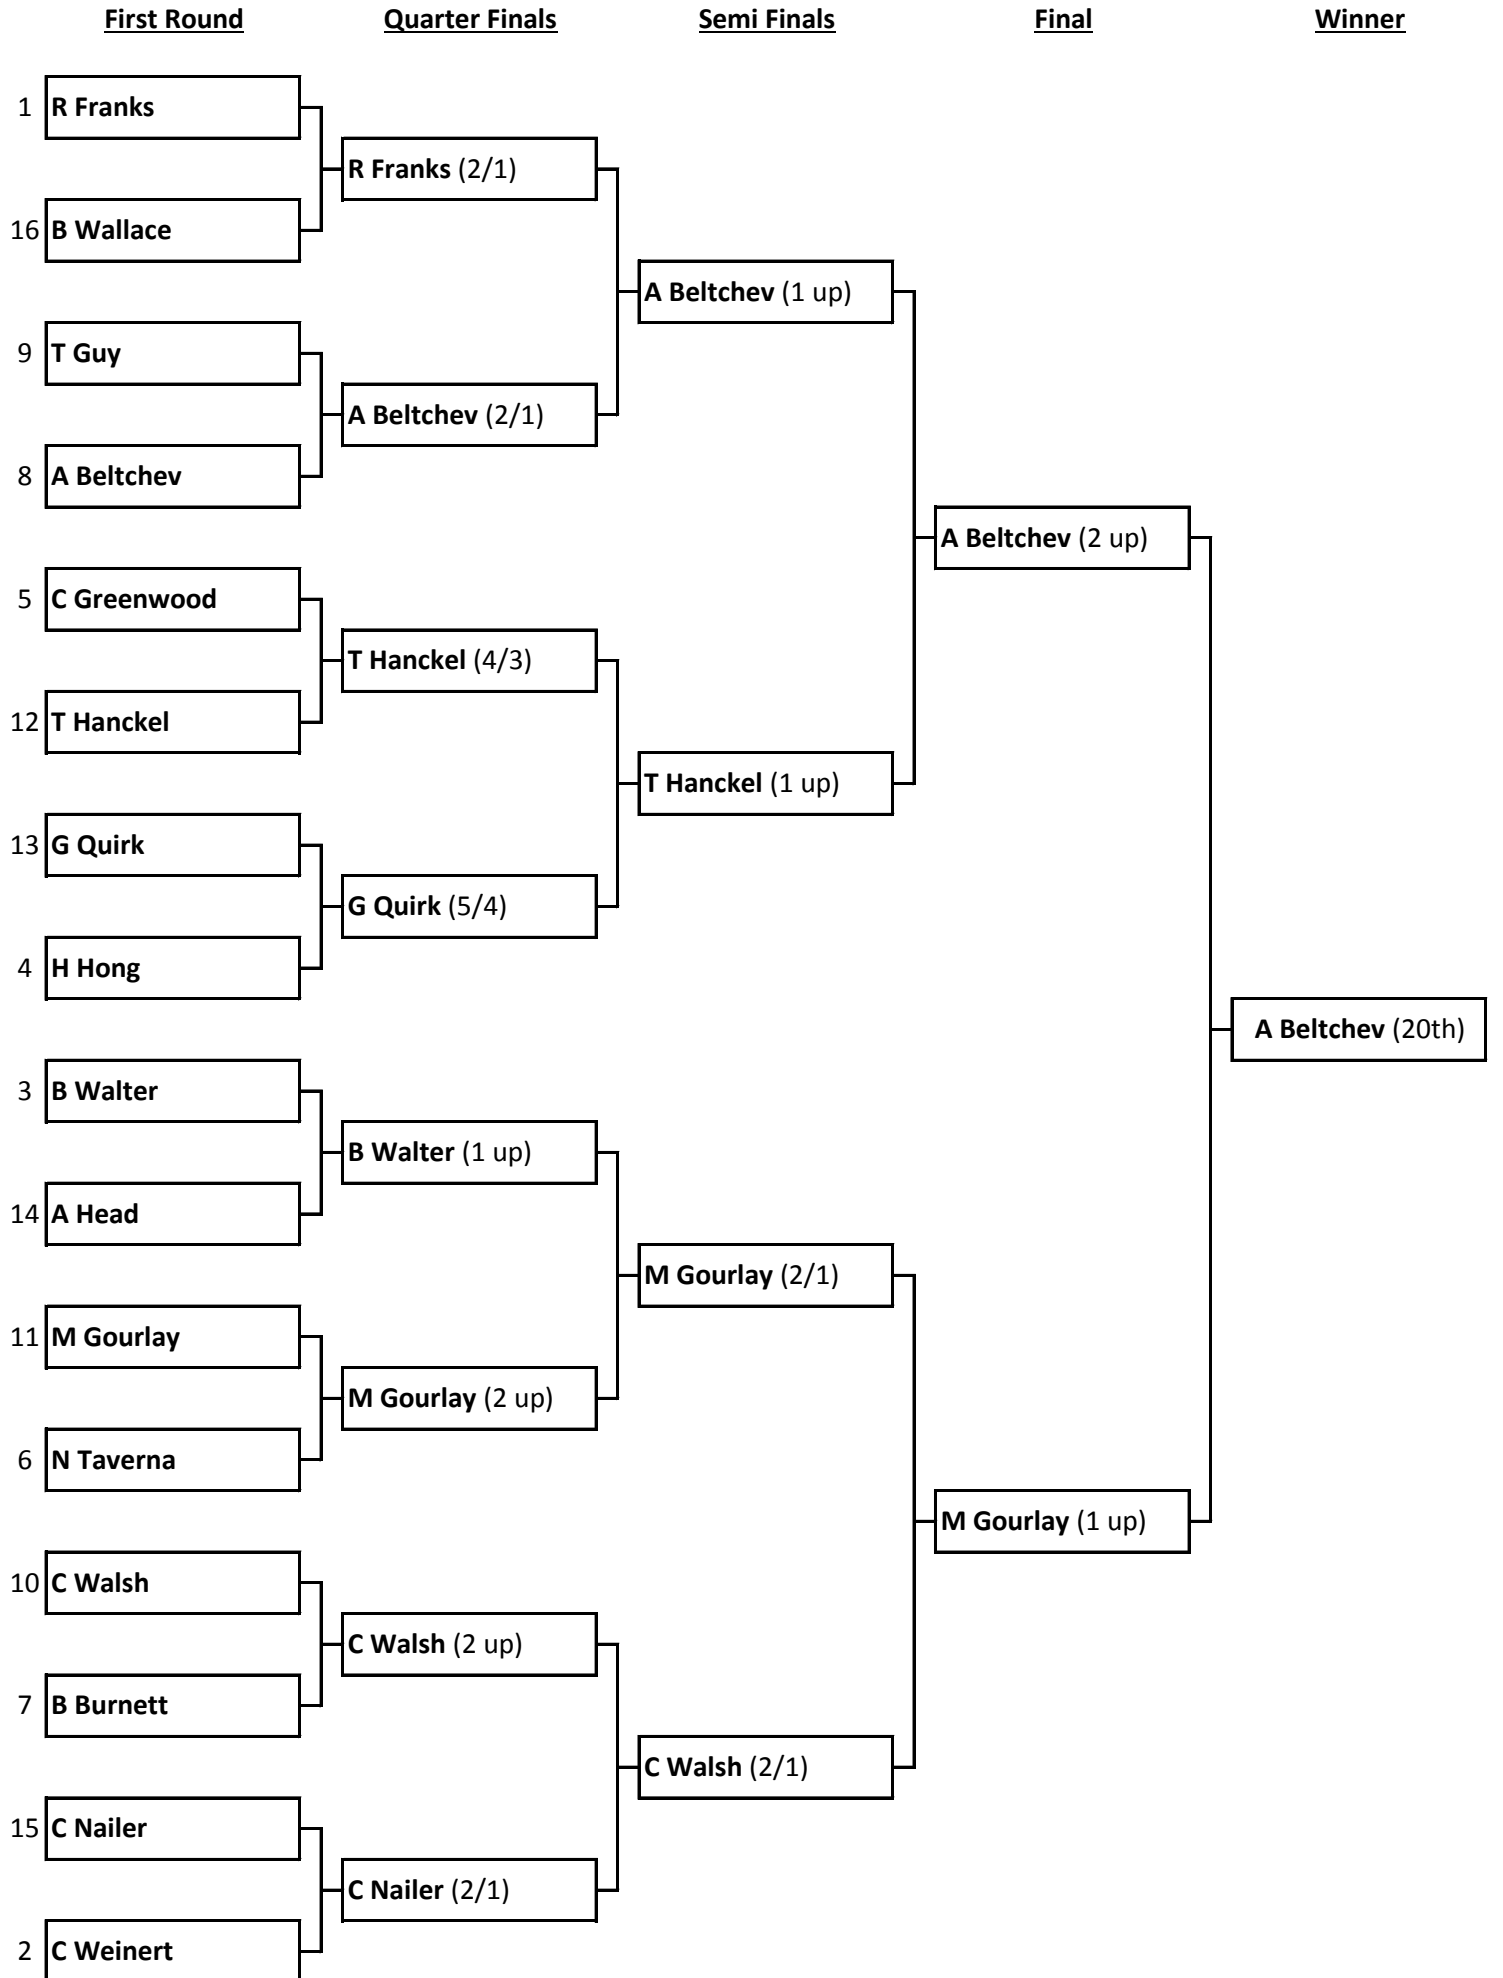 First Round Quarter Finals Semi Finals Final Winner
1 R Franks
R Franks (2/1)
16 B Wallace
A Beltchev (1 up)
9 T Guy
A Beltchev (2/1)
8 A Beltchev
A Beltchev (2 up)
5 C Greenwood
T Hanckel (4/3)
12 T Hanckel
T Hanckel (1 up)
13 G Quirk
G Quirk (5/4)
4 H Hong
A Beltchev (20th)
3 B Walter
B Walter (1 up)
14 A Head
M Gourlay (2/1)
11 M Gourlay
M Gourlay (2 up)
6 N Taverna
M Gourlay (1 up)
10 C Walsh
C Walsh (2 up)
7 B Burnett
C Walsh (2/1)
15 C Nailer
C Nailer (2/1)
2 C Weinert